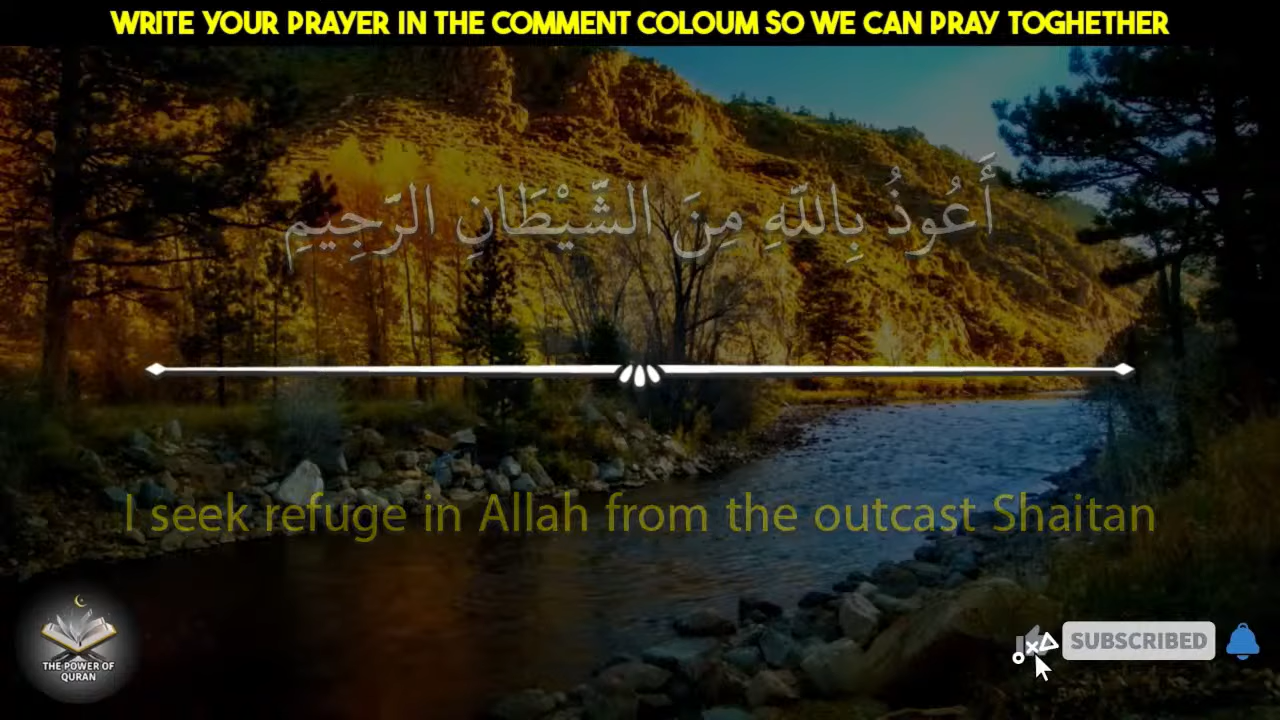 WRITE YOUR PRAYER IN THE COMMENT COLOUM SO WE CAN PRAY TOGHETHER
أَعُوذُ بِاللّٰهِ مِنَ الشَّيْطَانِ الرَّجِيمِ
I seek refuge in Allah from the outcast Shaitan
THE POWER OF
QURAN
SUBSCRIBED